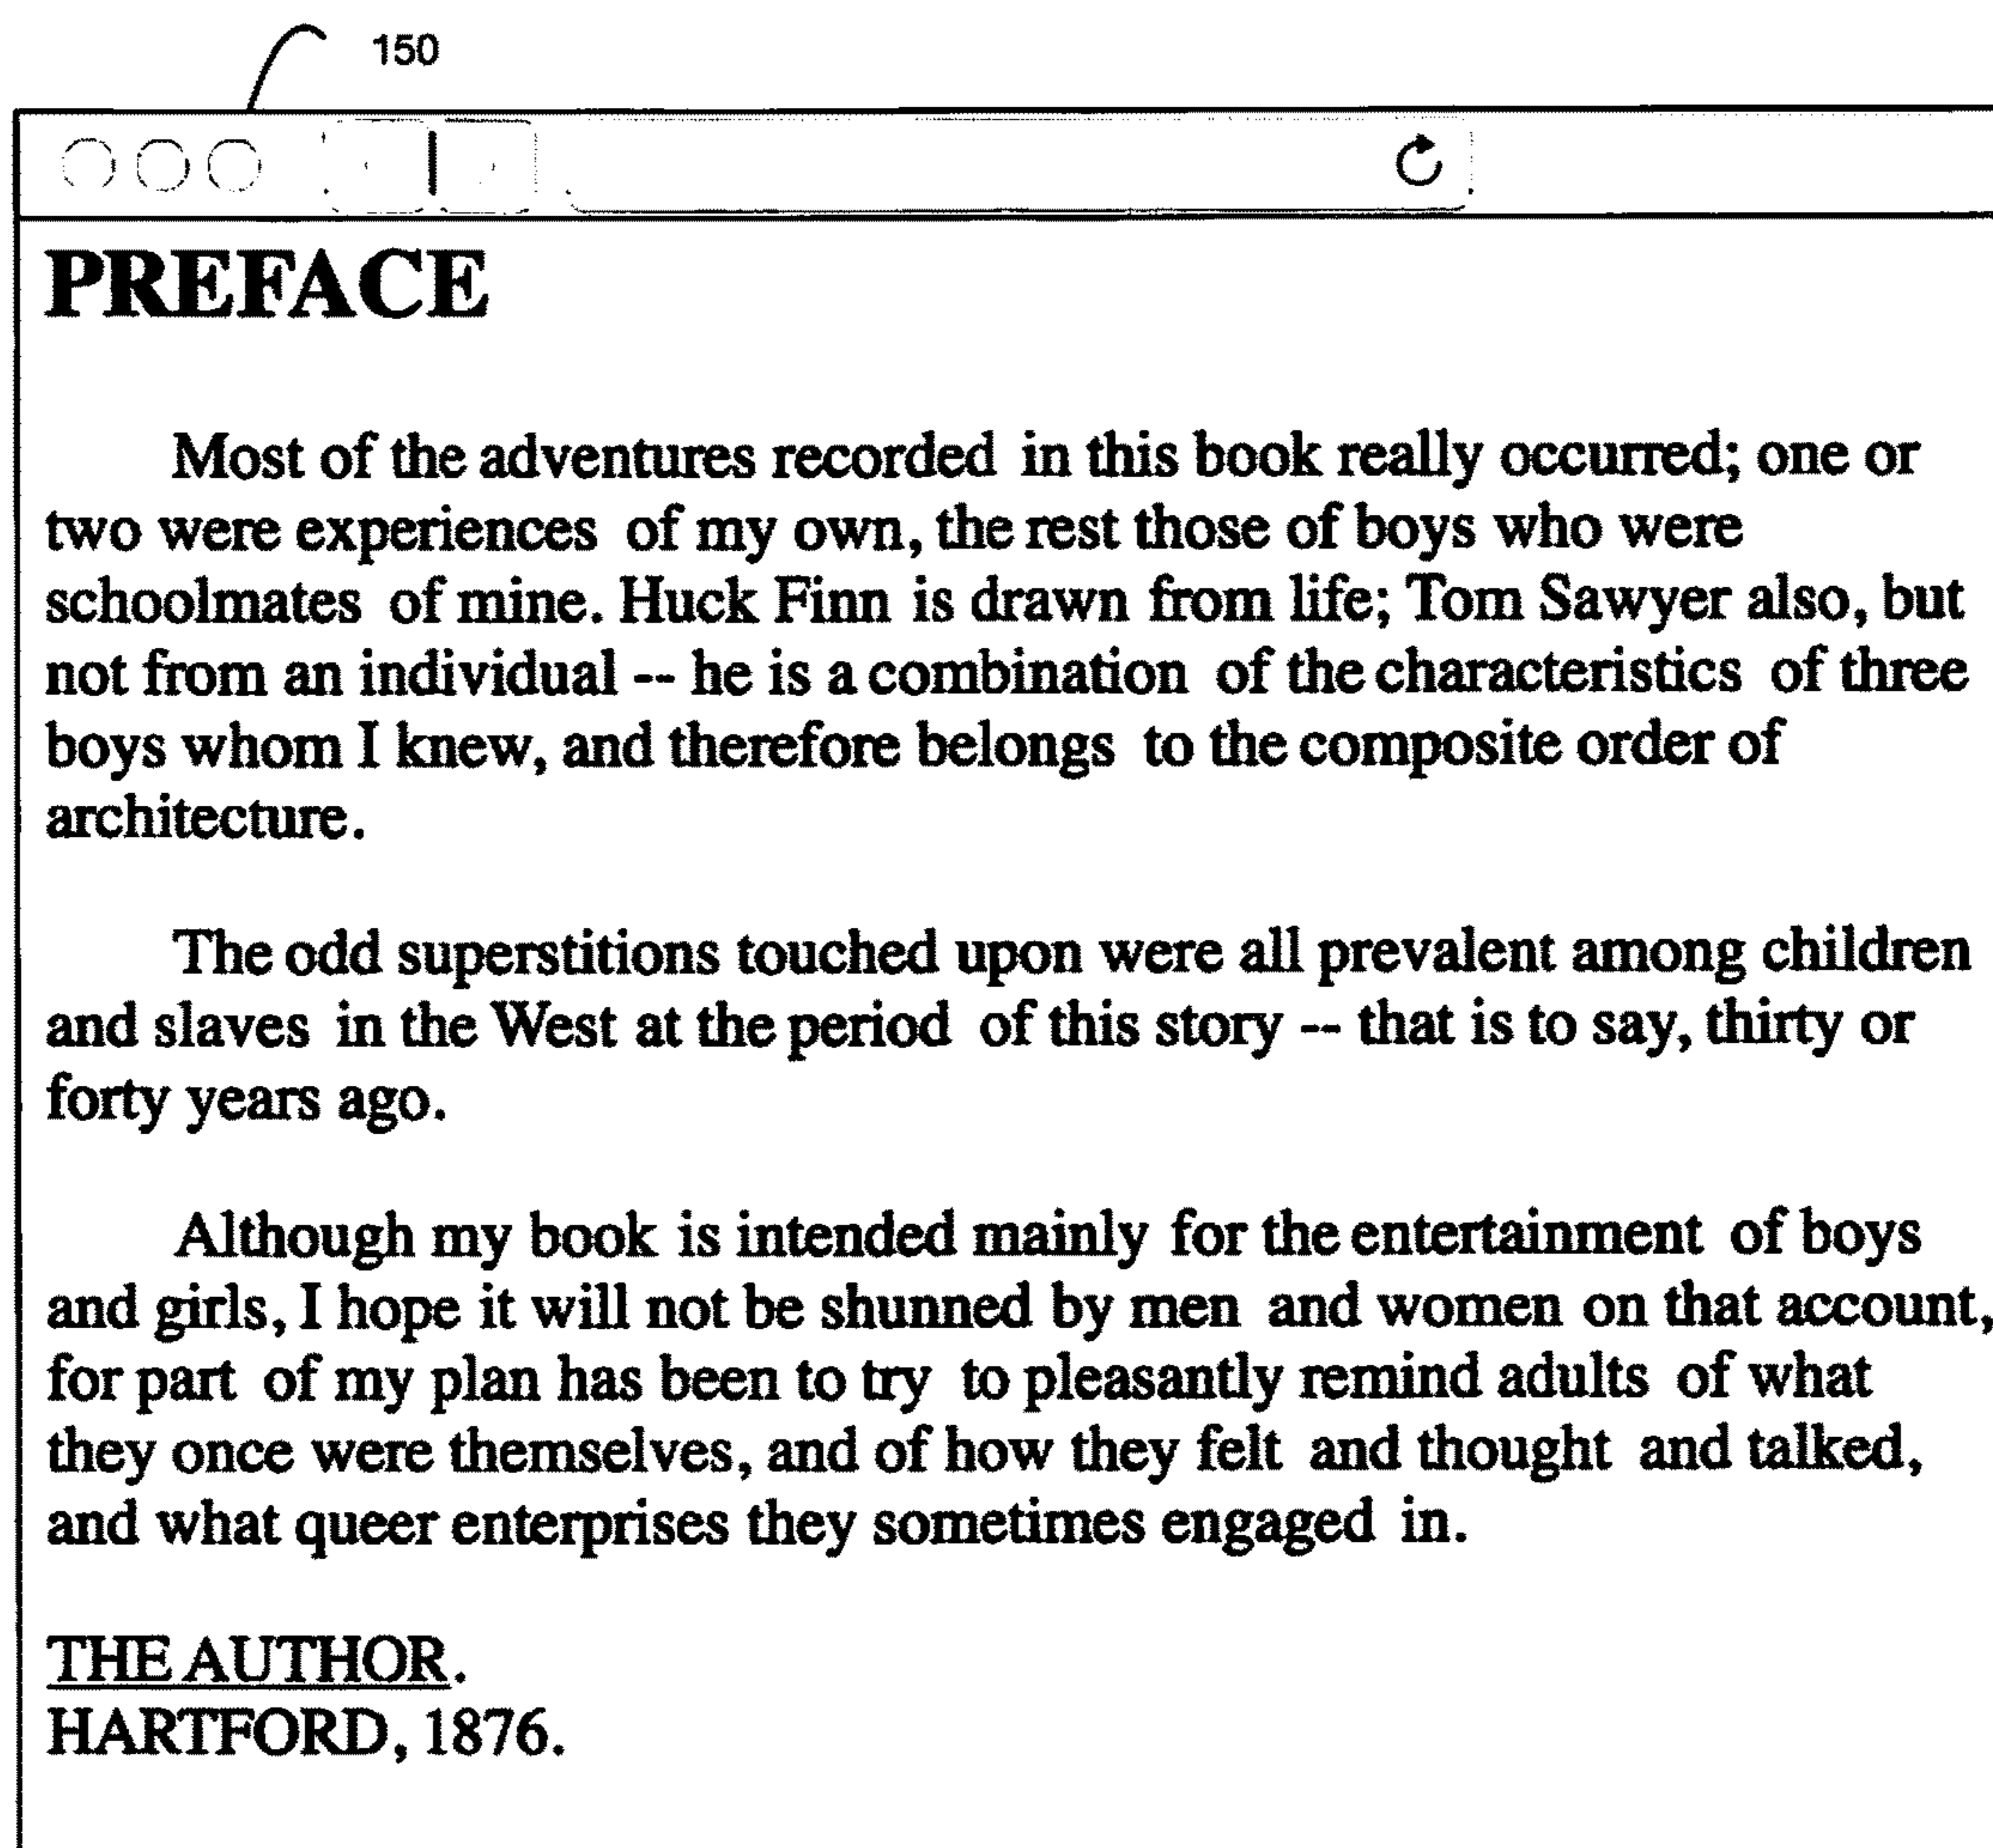 150
PREFACE
Most of the adventures recorded in this book really occurred; one or
two were experiences of my own, the rest those of boys who were
schoolmates of mine. Huck Finn is drawn from life; Tom Sawyer also, but
not from an individual -- he is a combination of the characteristics of three
boys whom I knew, and therefore belongs to the composite order of
architecture.
The odd superstitions touched upon were all prevalent among children
and slaves in the West at the period of this story -- that is to say, thirty or
forty years ago.
Although my book is intended mainly for the entertainment of boys
and girls, I hope it will not be shunned by men and women on that account,
for part of my plan has been to try to pleasantly remind adults of what
they once were themselves, and of how they felt and thought and talked,
and what queer enterprises they sometimes engaged in.
THE AUTHOR.
HARTFORD, 1876.